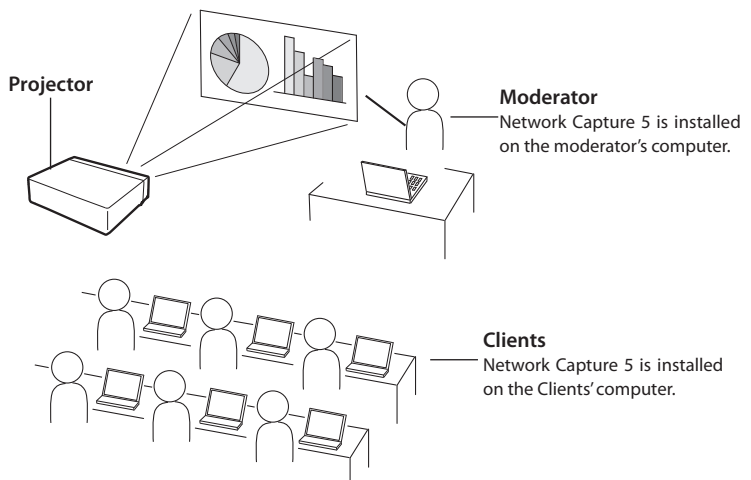 Projector
Moderator
Network Capture 5 is installed
on the moderator's computer.
Clients
Network Capture 5 is installed
on the Clients' computer.